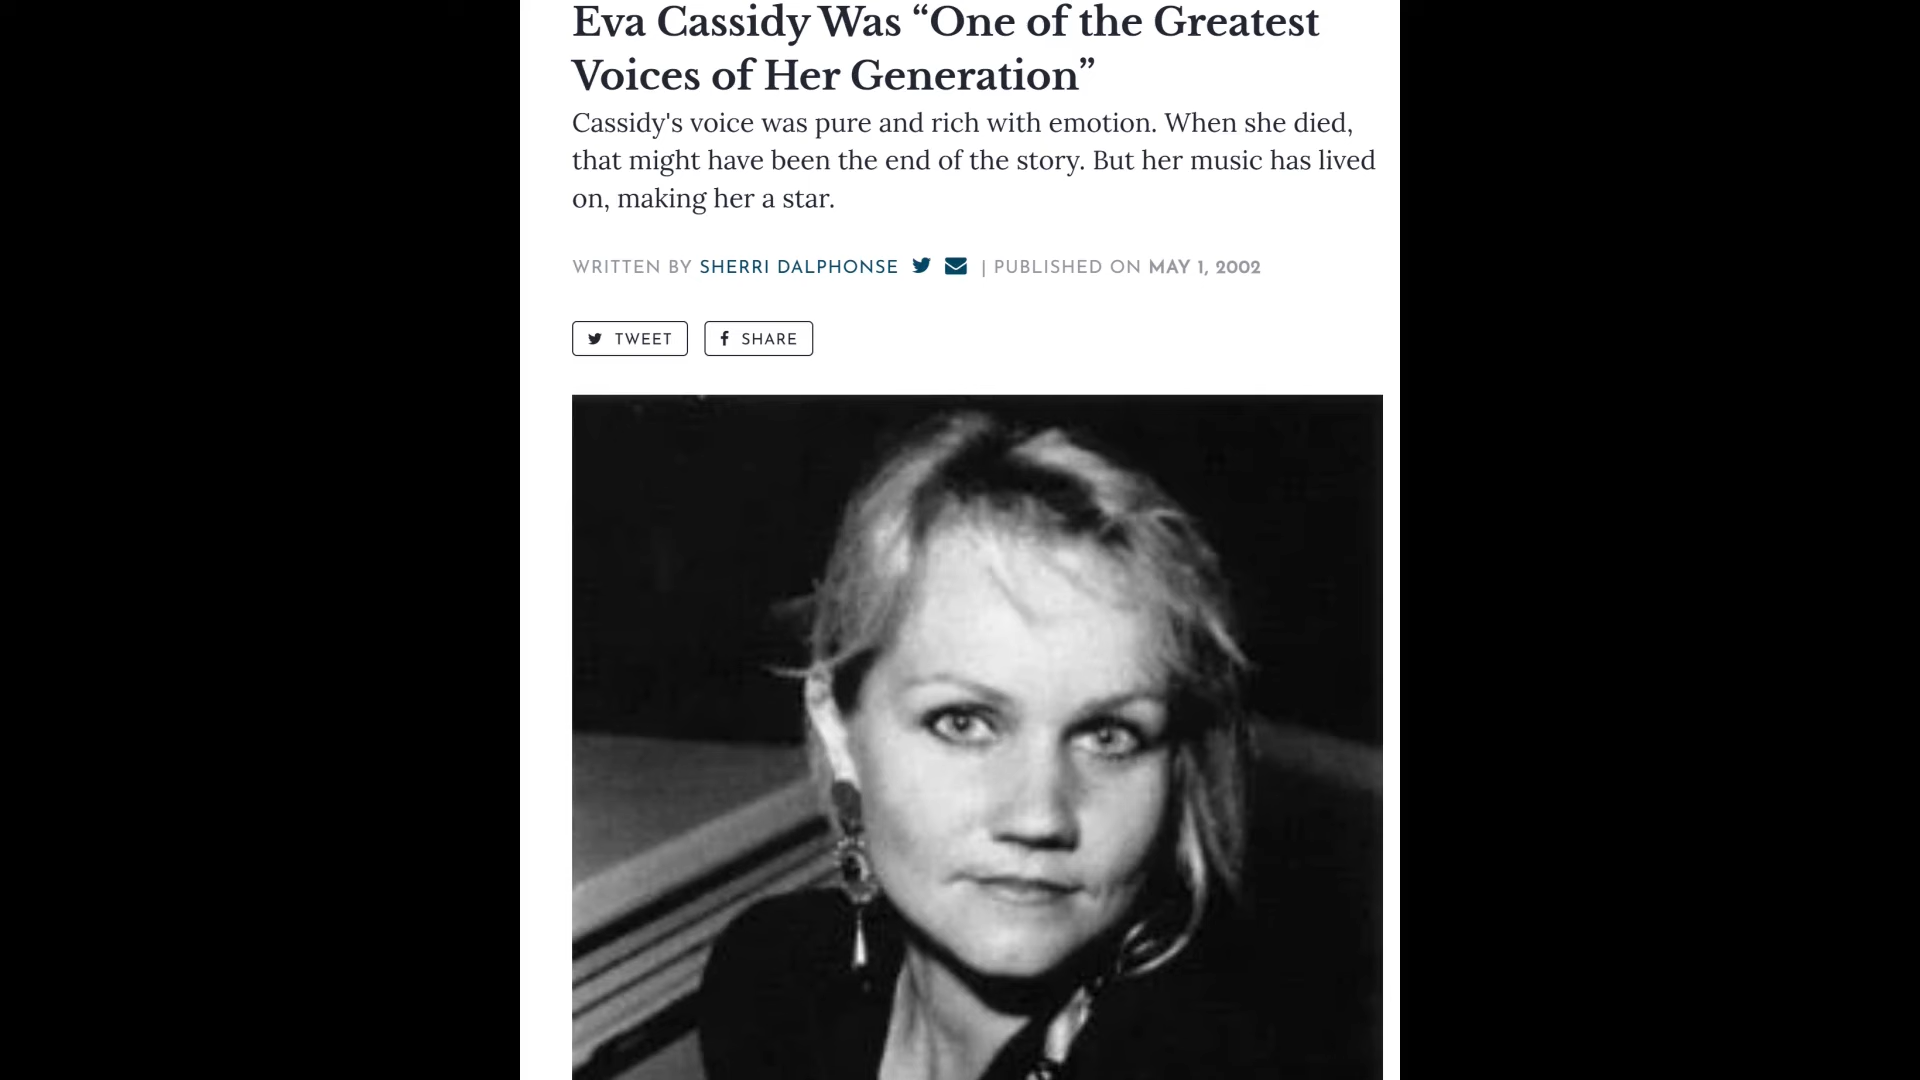 Eva Cassidy Was “One of the Greatest
Voices of Her Generation”
Cassidy's voice was pure and rich with emotion. When she died,
that might have been the end of the story. But her music has lived
on, making her a star.
WRITTEN BY SHERRI DALPHONSE | PUBLISHED ON MAY 1, 2002
TWEET SHARE